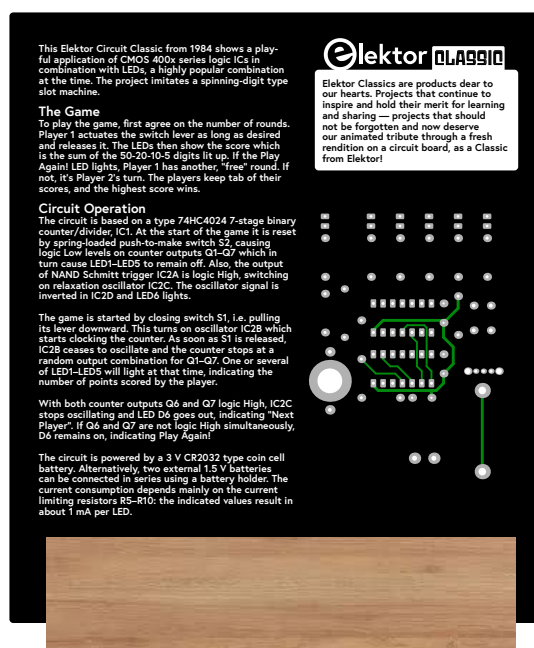 This Elektor Circuit Classic from 1984 shows a play-
ful application of CMOS 400x series logic ICs in
combination with LEDs, a highly popular combination
at the time. The project imitates a spinning-digit type
slot machine.
The Game
To play the game, first agree on the number of rounds.
Player 1 actuates the switch lever as long as desired
and releases it. The LEDs then show the score which
is the sum of the 50-20-10-5 digits lit up. If the Play
Again! LED lights, Player 1 has another, "free" round. If
not, it's Player 2's turn. The players keep tab of their
scores, and the highest score wins.
Circuit Operation
The circuit is based on a type 74HC4024 7-stage binary
counter/divider, IC1. At the start of the game it is reset
by spring-loaded push-to-make switch S2, causing
logic Low levels on counter outputs Q1–Q7 which in
turn cause LED1–LED5 to remain off. Also, the output
of NAND Schmitt trigger IC2A is logic High, switching
on relaxation oscillator IC2C. The oscillator signal is
inverted in IC2D and LED6 lights.
The game is started by closing switch S1, i.e. pulling
its lever downward. This turns on oscillator IC2B which
starts clocking the counter. As soon as S1 is released,
IC2B ceases to oscillate and the counter stops at a
random output combination for Q1–Q7. One or several
of LED1–LED5 will light at that time, indicating the
number of points scored by the player.
With both counter outputs Q6 and Q7 logic High, IC2C
stops oscillating and LED D6 goes out, indicating "Next
Player". If Q6 and Q7 are not logic High simultaneously,
D6 remains on, indicating Play Again!
The circuit is powered by a 3 V CR2032 type coin cell
battery. Alternatively, two external 1.5 V batteries
can be connected in series using a battery holder. The
current consumption depends mainly on the current
limiting resistors R5–R10: the indicated values result in
about 1 mA per LED.
elektor CLASSIC
Elektor Classics are products dear to
our hearts. Projects that continue to
inspire and hold their merit for learning
and sharing — projects that should
not be forgotten and now deserve
our animated tribute through a fresh
rendition on a circuit board, as a Classic
from Elektor!